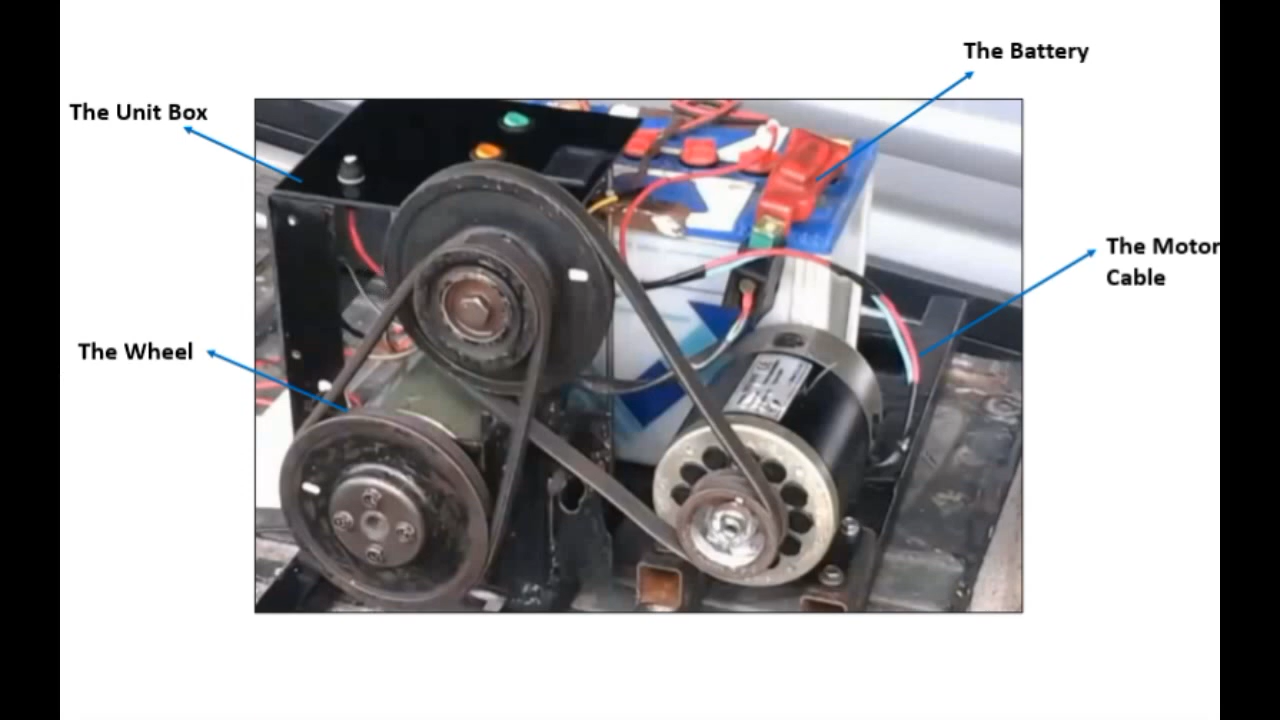 The Battery
The Unit Box
The Motor
Cable
The Wheel